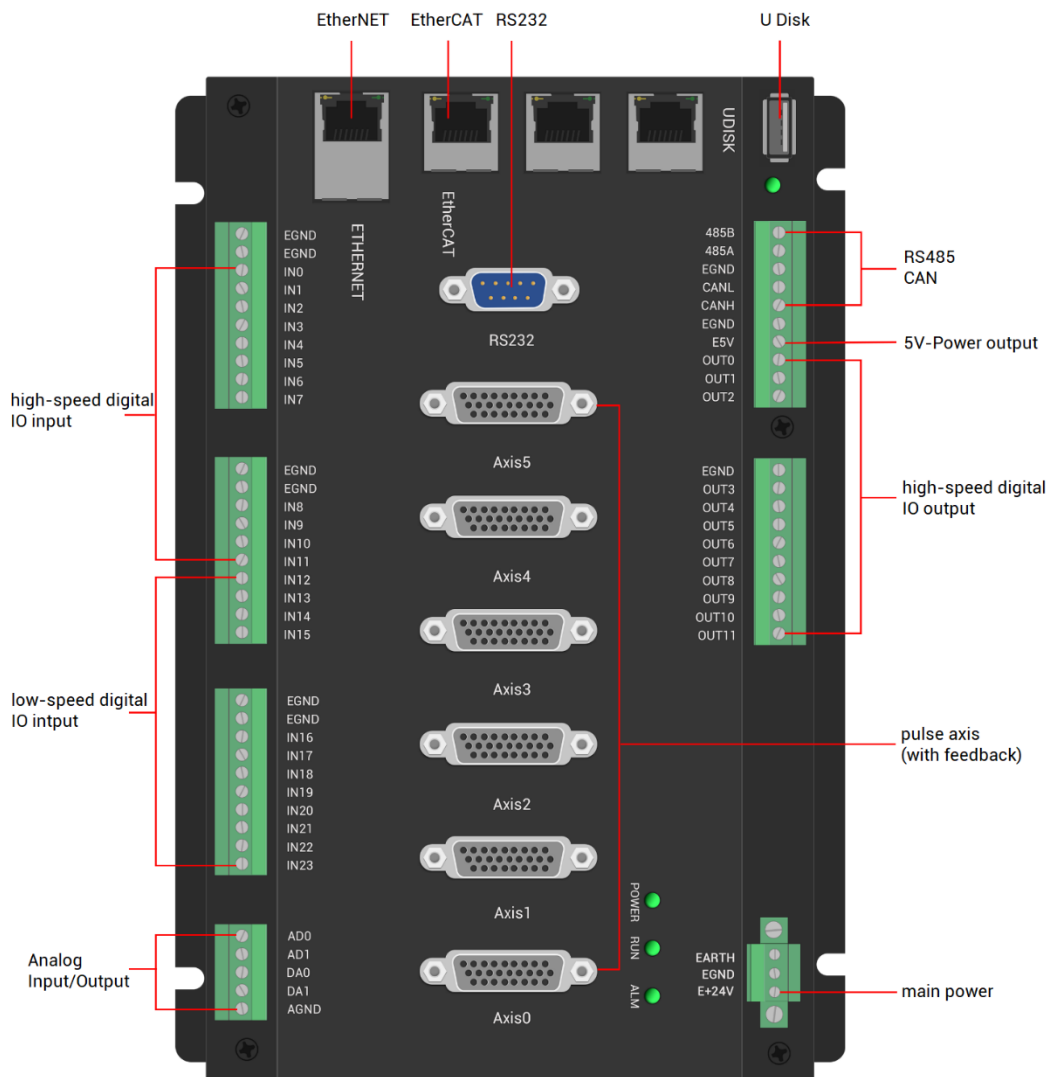 EtherNET
EtherCAT
RS232
U Disk
UDISK
ETHERNET
EtherCAT
RS232
Axis5
Axis4
Axis3
Axis2
Axis1
Axis0
high-speed digital
IO input
low-speed digital
IO intput
Analog
Input/Output
EGND
EGND
IN0
IN1
IN2
IN3
IN4
IN5
IN6
IN7
EGND
EGND
IN8
IN9
IN10
IN11
IN12
IN13
IN14
IN15
EGND
EGND
IN16
IN17
IN18
IN19
IN20
IN21
IN22
IN23
AD0
AD1
DA0
DA1
AGND
485B
485A
EGND
CANL
CANH
EGND
E5V
OUT0
OUT1
OUT2
EGND
OUT3
OUT4
OUT5
OUT6
OUT7
OUT8
OUT9
OUT10
OUT11
POWER
RUN
ALM
EARTH
EGND
E+24V
RS485
CAN
5V-Power output
high-speed digital
IO output
pulse axis
(with feedback)
main power